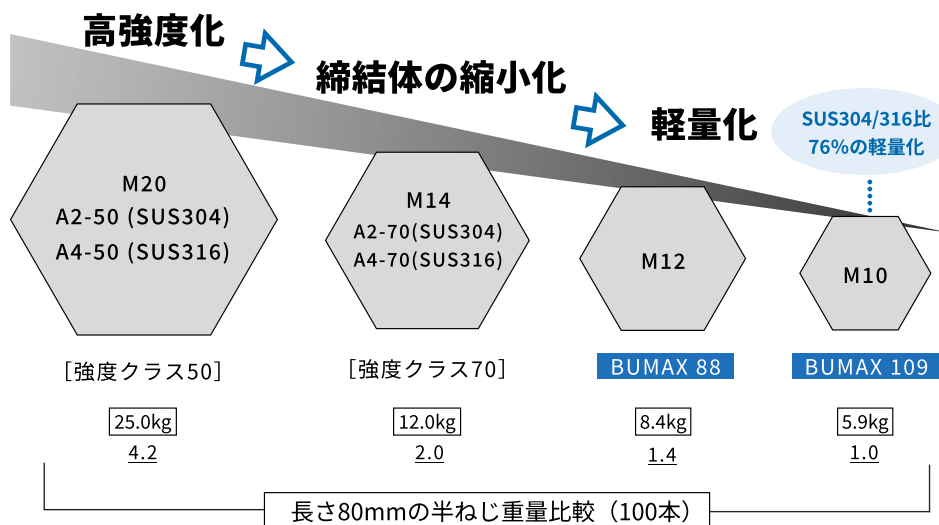 高強度化
締結体の縮小化
軽量化
SUS304/316比
76%の軽量化
M20
A2-50 (SUS304)
A4-50 (SUS316)
M14
A2-70(SUS304)
A4-70(SUS316)
M12
M10
［強度クラス50］
［強度クラス70］
BUMAX 88
BUMAX 109
25.0kg
12.0kg
8.4kg
5.9kg
4.2
2.0
1.4
1.0
長さ80mmの半ねじ重量比較（100本）